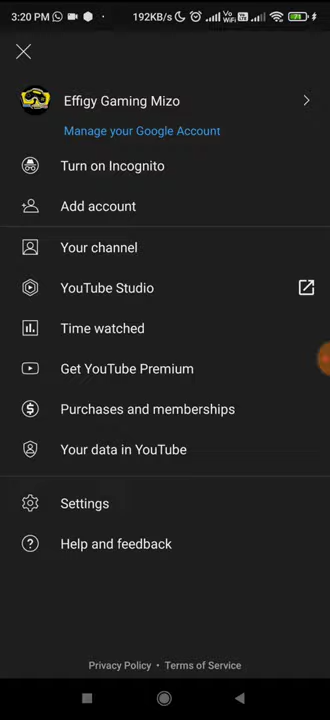 3:20 PM 192KB/s Vo WiFi
Effigy Gaming Mizo
Manage your Google Account
Turn on Incognito
Add account
Your channel
YouTube Studio
Time watched
Get YouTube Premium
Purchases and memberships
Your data in YouTube
Settings
Help and feedback
Privacy Policy • Terms of Service